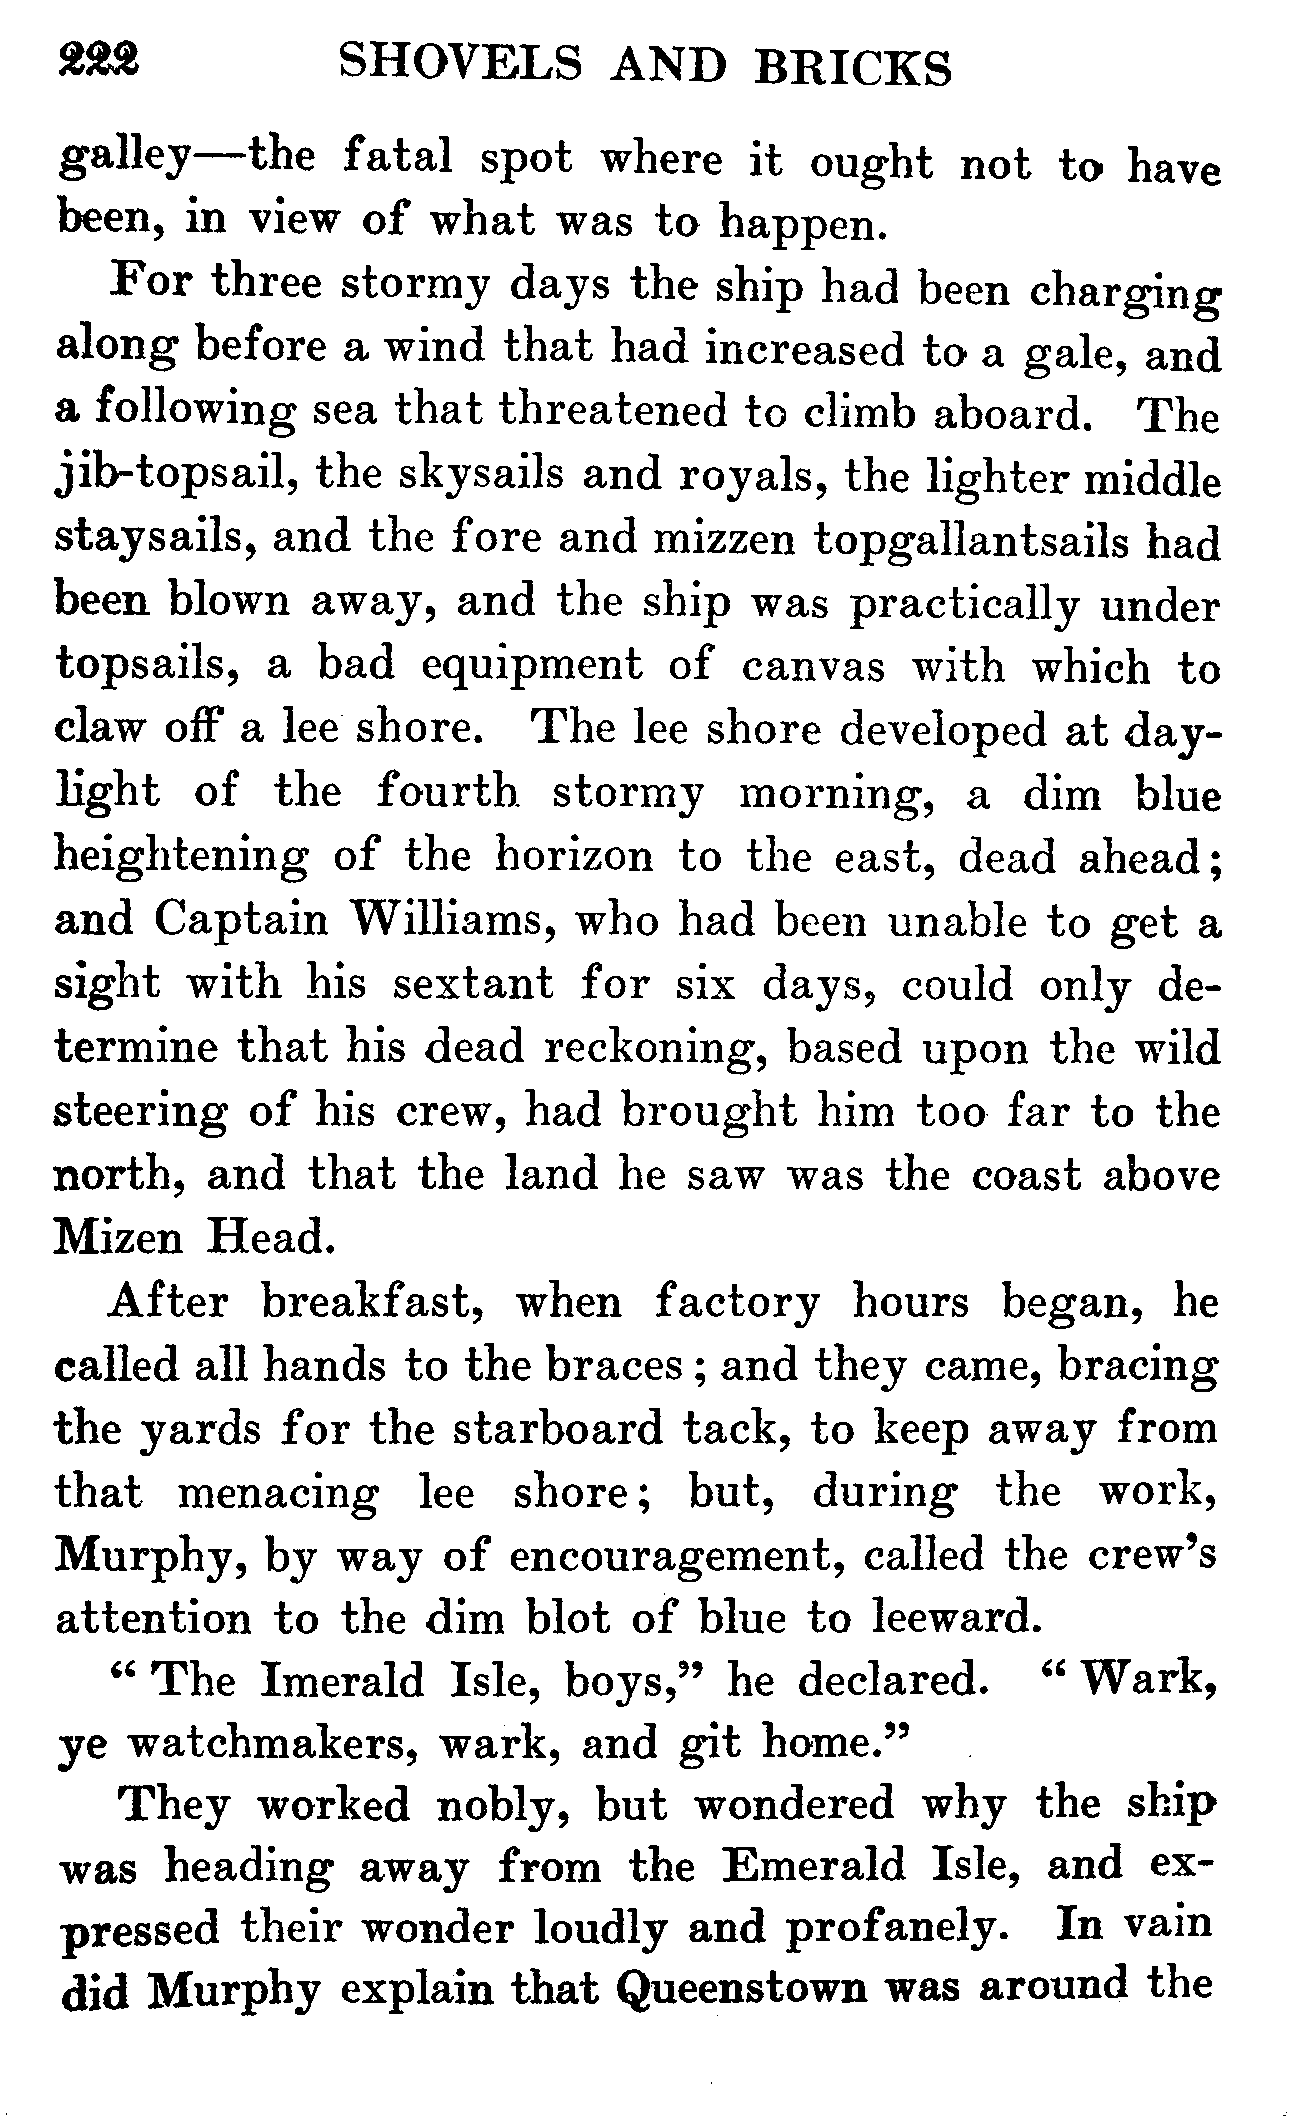 222 SHOVELS AND BRICKS
galley—the fatal spot where it ought not to have
been, in view of what was to happen.
For three stormy days the ship had been charging
along before a wind that had increased to a gale, and
a following sea that threatened to climb aboard. The
jib-topsail, the skysails and royals, the lighter middle
staysails, and the fore and mizzen topgallantsails had
been blown away, and the ship was practically under
topsails, a bad equipment of canvas with which to
claw off a lee shore. The lee shore developed at day-
light of the fourth stormy morning, a dim blue
heightening of the horizon to the east, dead ahead;
and Captain Williams, who had been unable to get a
sight with his sextant for six days, could only de-
termine that his dead reckoning, based upon the wild
steering of his crew, had brought him too far to the
north, and that the land he saw was the coast above
Mizen Head.
After breakfast, when factory hours began, he
called all hands to the braces; and they came, bracing
the yards for the starboard tack, to keep away from
that menacing lee shore; but, during the work,
Murphy, by way of encouragement, called the crew's
attention to the dim blot of blue to leeward.
"The Imerald Isle, boys," he declared. "Wark,
ye watchmakers, wark, and git home."
They worked nobly, but wondered why the ship
was heading away from the Emerald Isle, and ex-
pressed their wonder loudly and profanely. In vain
did Murphy explain that Queenstown was around the